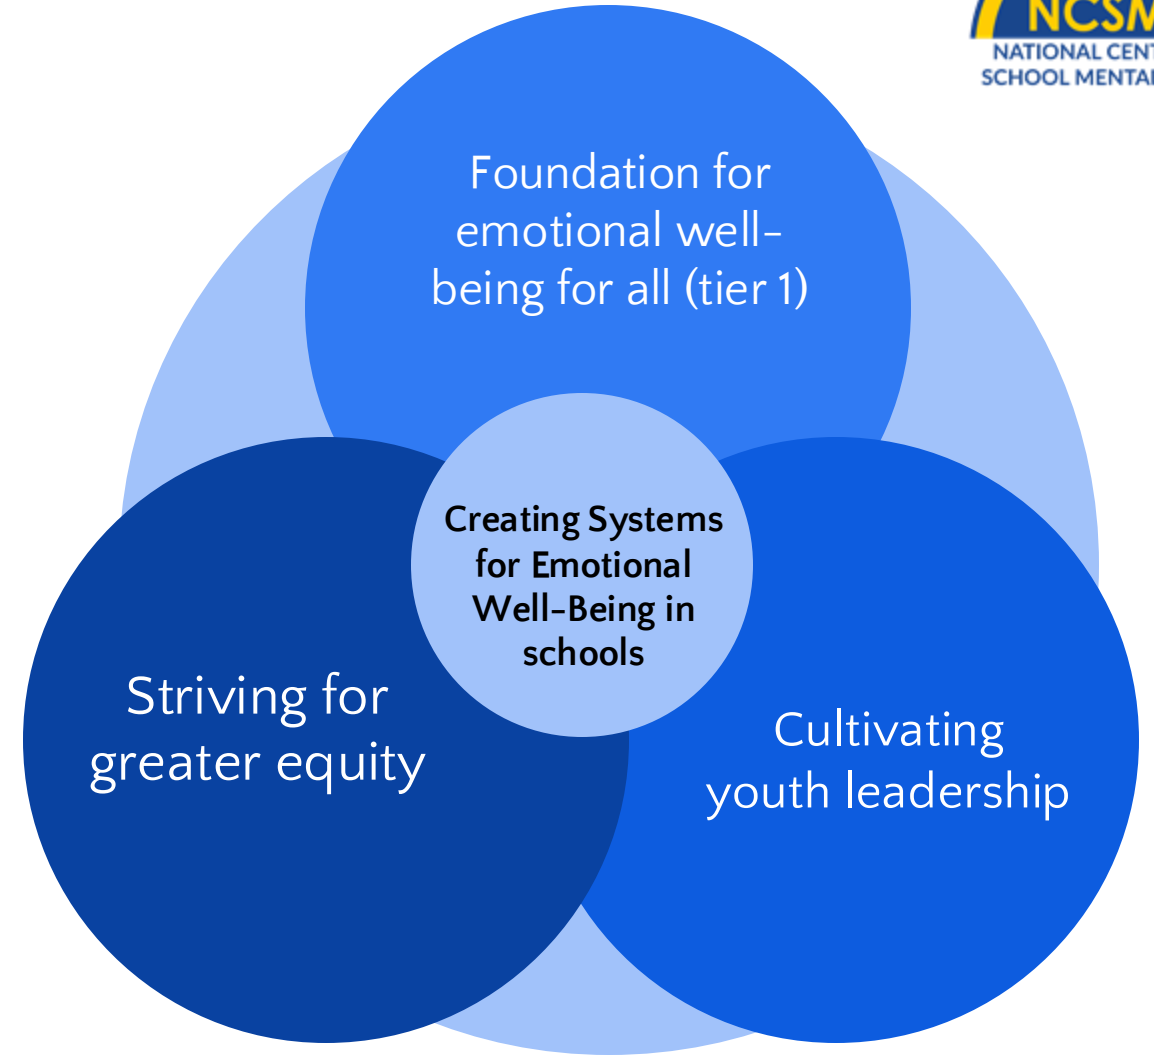 NCSM
NATIONAL CENT
SCHOOL MENTAL
Foundation for
emotional well-
being for all (tier 1)
Creating Systems
for Emotional
Well-Being in
schools
Striving for
greater equity
Cultivating
youth leadership